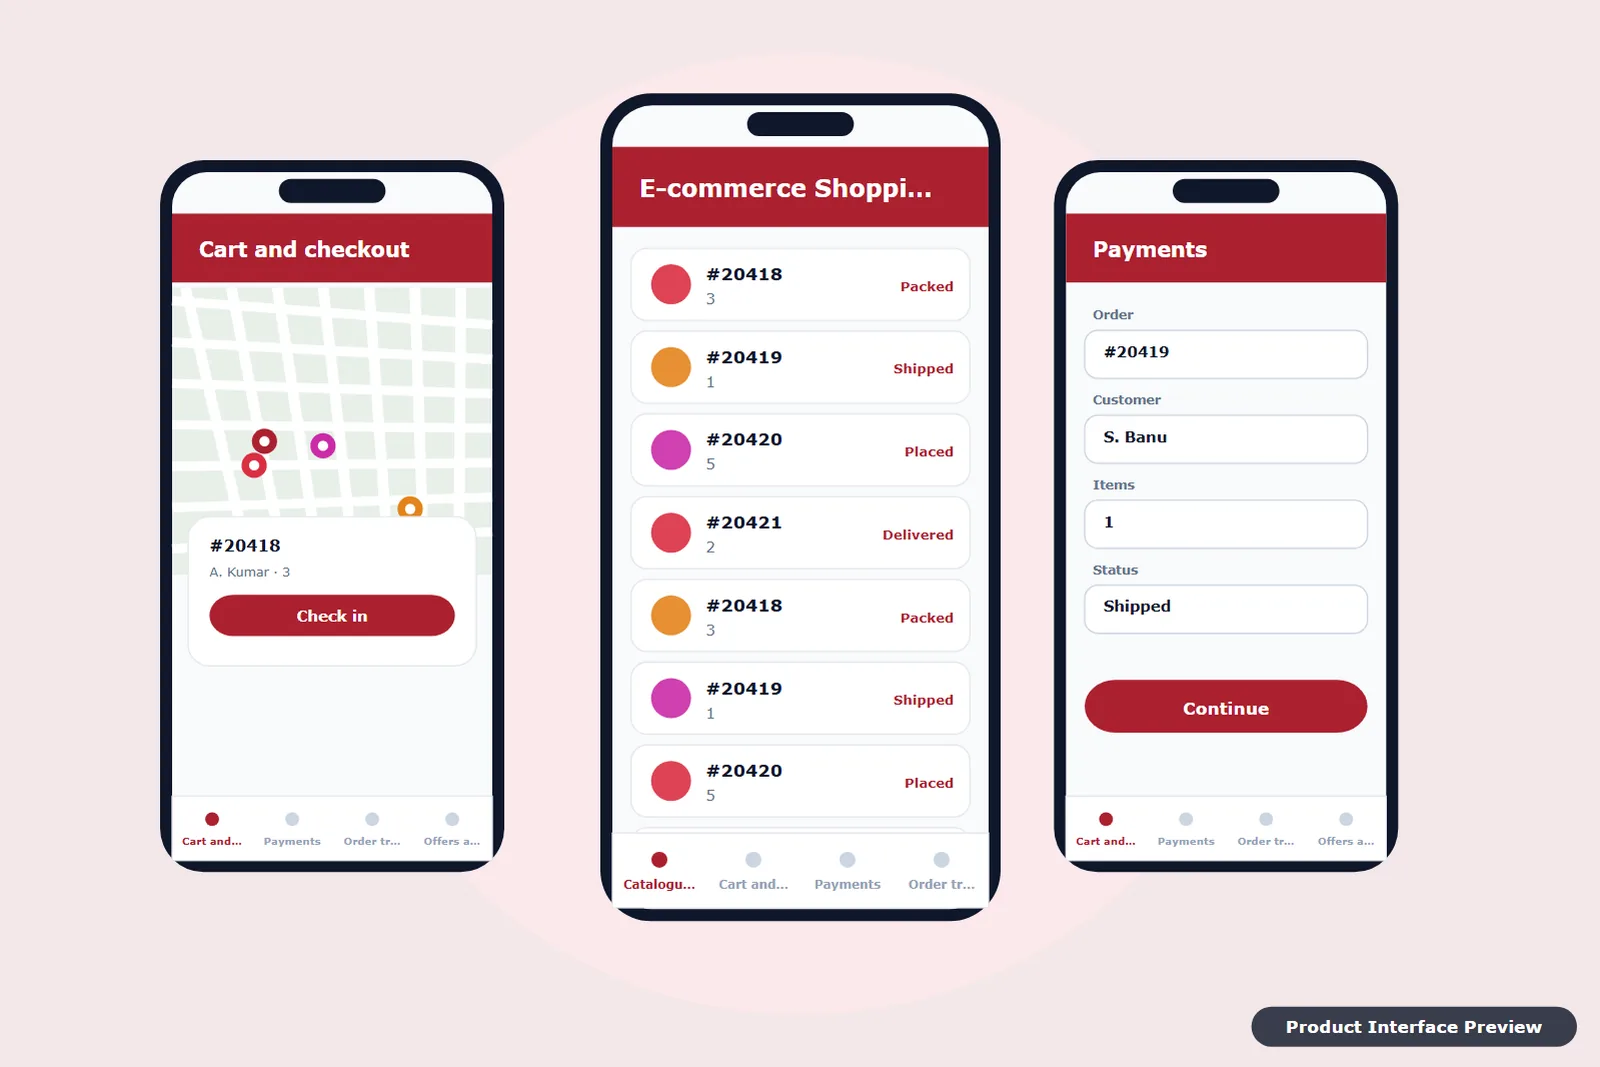 Cart and checkout
#20418
A. Kumar · 3
Check in
Cart and...
Payments
Order tr...
Offers a...
E-commerce Shoppi...
#20418
3
Packed
#20419
1
Shipped
#20420
5
Placed
#20421
2
Delivered
#20418
3
Packed
#20419
1
Shipped
#20420
5
Placed
Catalogu...
Cart and...
Payments
Order tr...
Payments
Order
#20419
Customer
S. Banu
Items
1
Status
Shipped
Continue
Cart and...
Payments
Order tr...
Offers a...
Product Interface Preview